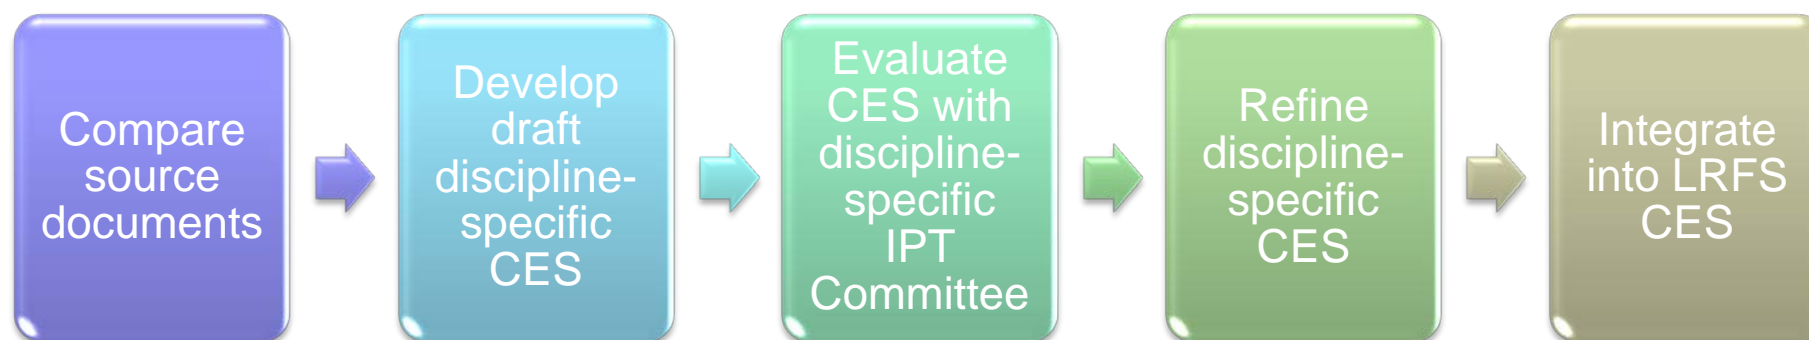 Compare
source
documents
Develop
draft
discipline-
specific
CES
Evaluate
CES with
discipline-
specific
IPT
Committee
Refine
discipline-
specific
CES
Integrate
into LRFS
CES